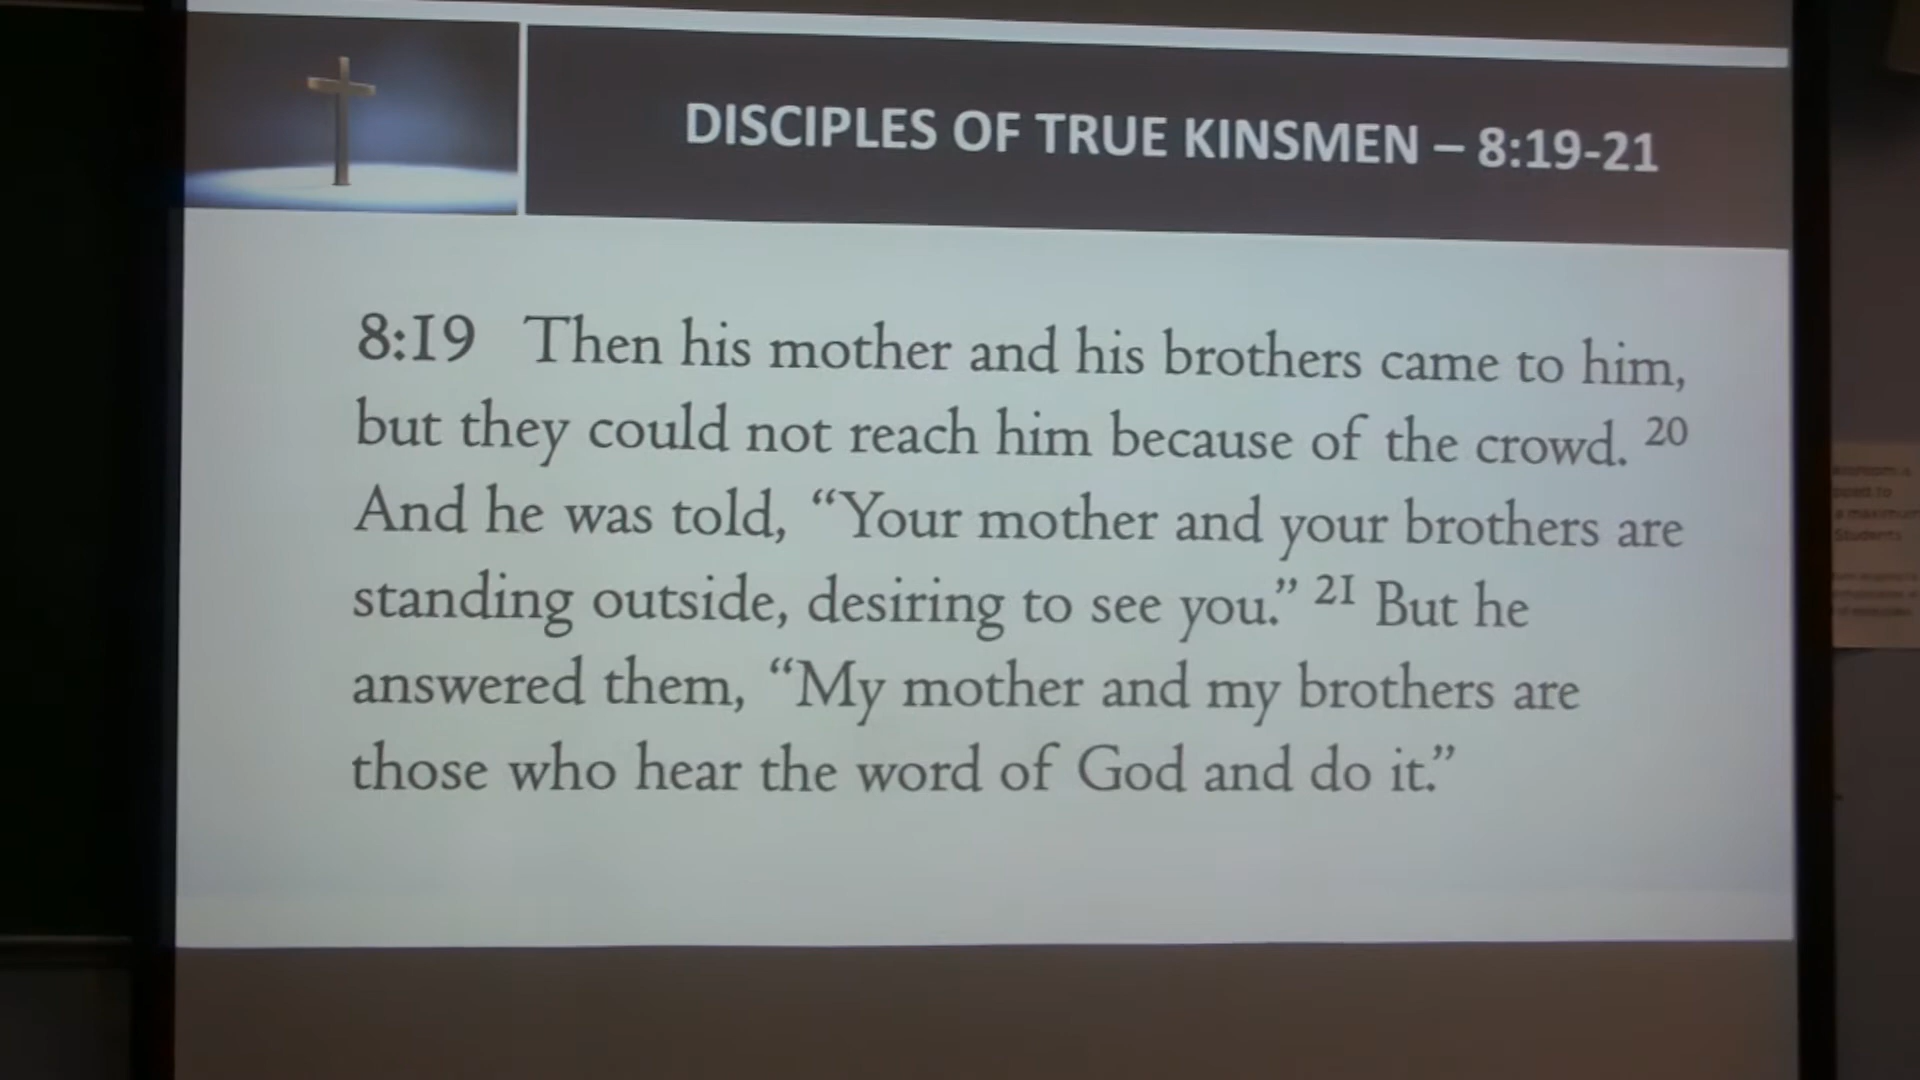 DISCIPLES OF TRUE KINSMEN – 8:19-21
8:19 Then his mother and his brothers came to him,
but they could not reach him because of the crowd. 20
And he was told, “Your mother and your brothers are
standing outside, desiring to see you.” 21 But he
answered them, “My mother and my brothers are
those who hear the word of God and do it.”
to
a maximum
Students